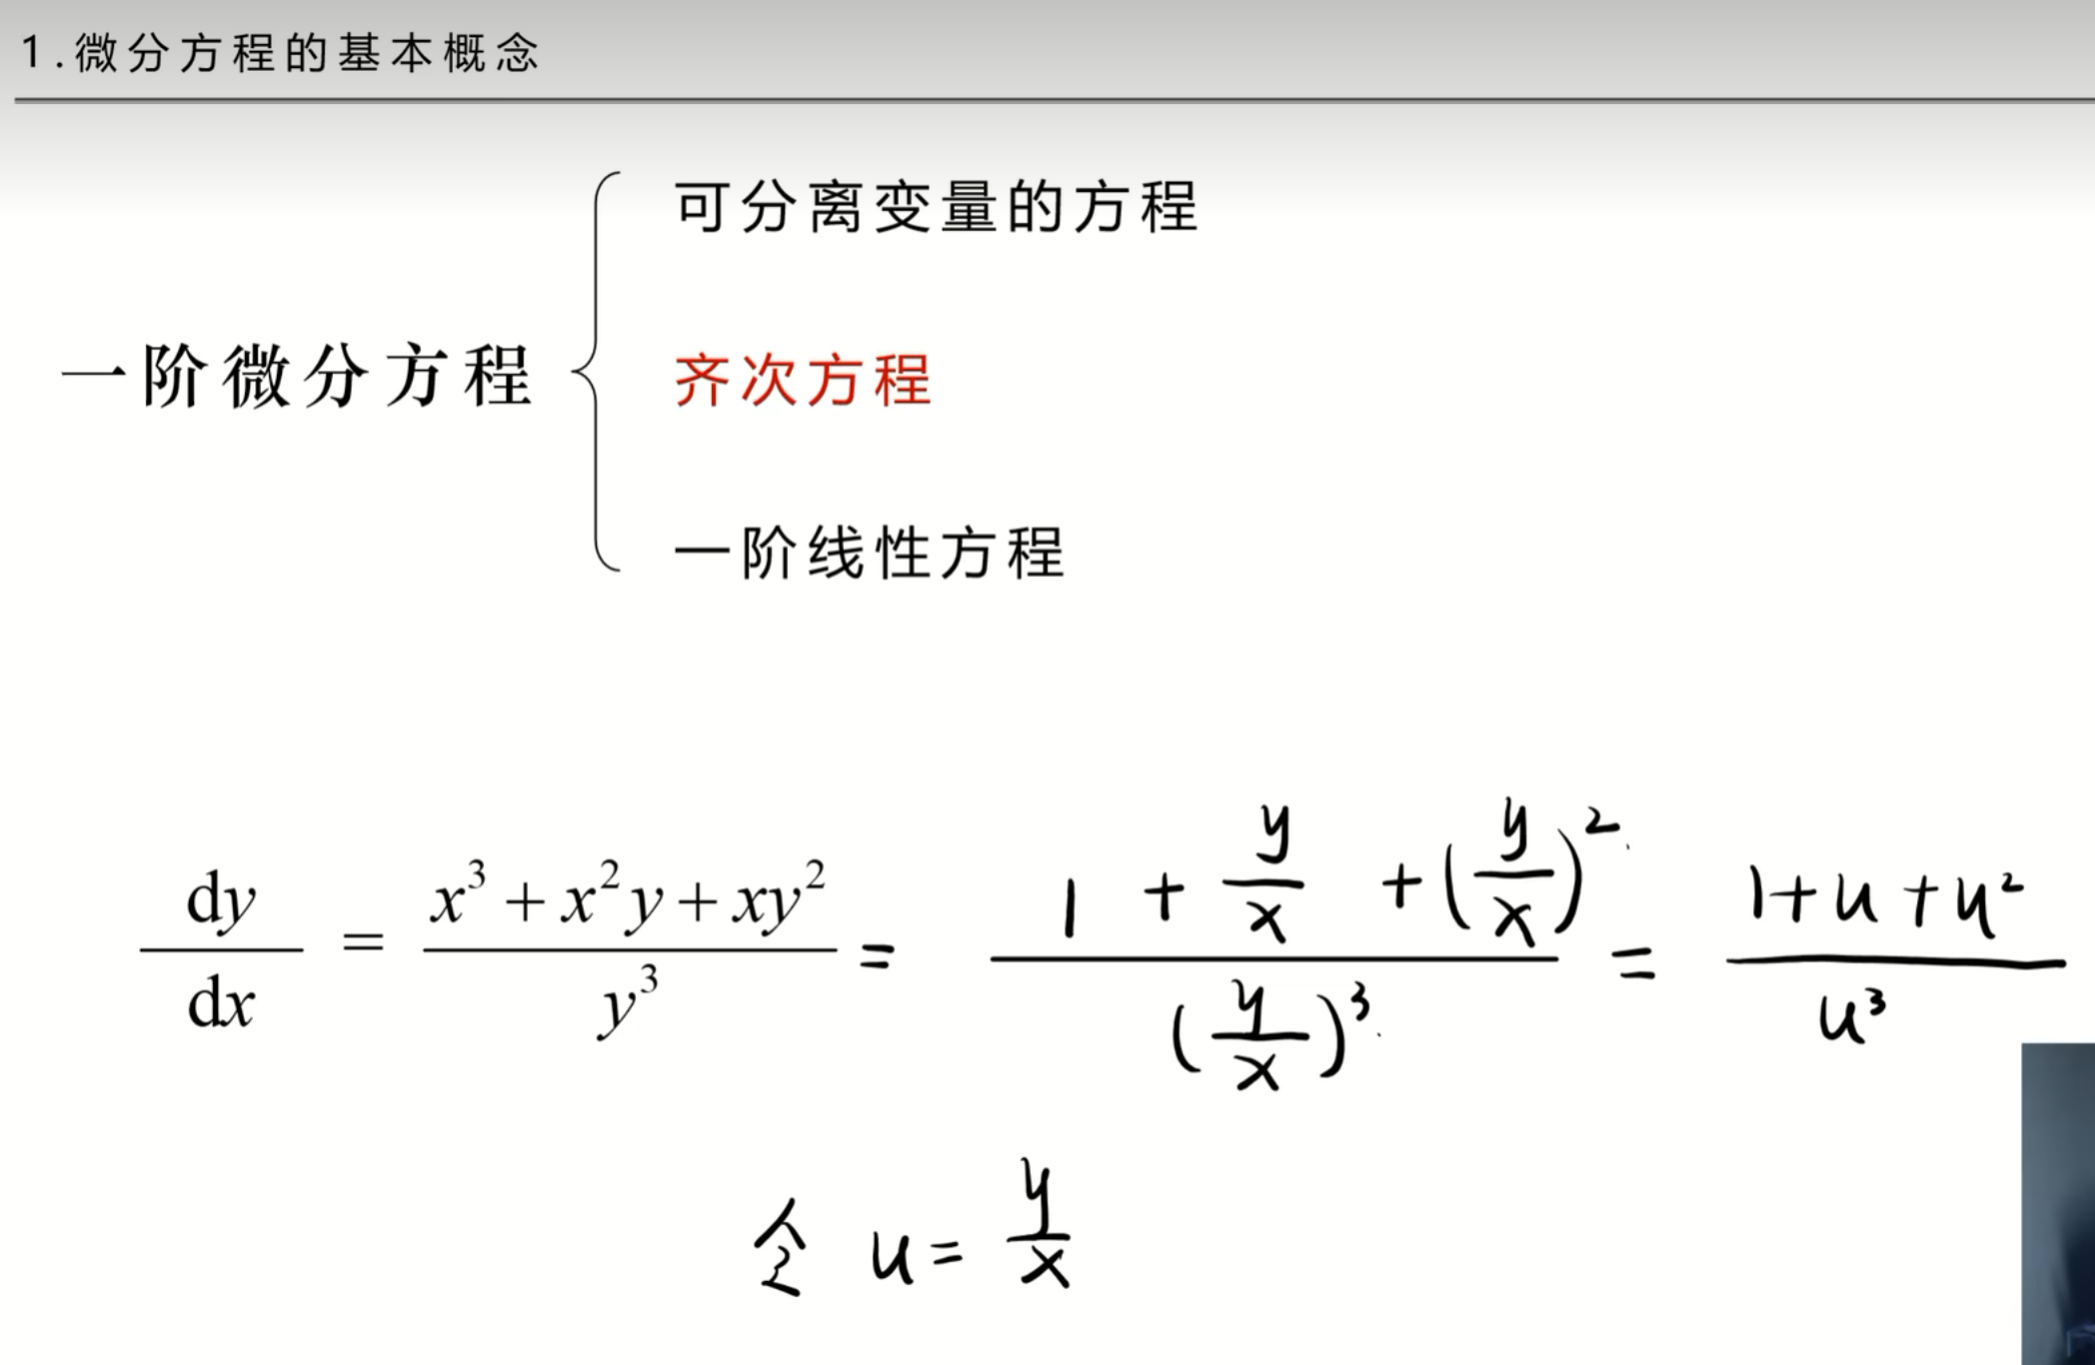 1.微分方程的基本概念
可分离变量的方程
一阶微分方程 { 齐次方程
一阶线性方程
dy/dx = (x³ + x²y + xy²)/y³ = (1 + y/x + (y/x)²)/(y/x)³ = (1+u+u²)/u³
令 u = y/x